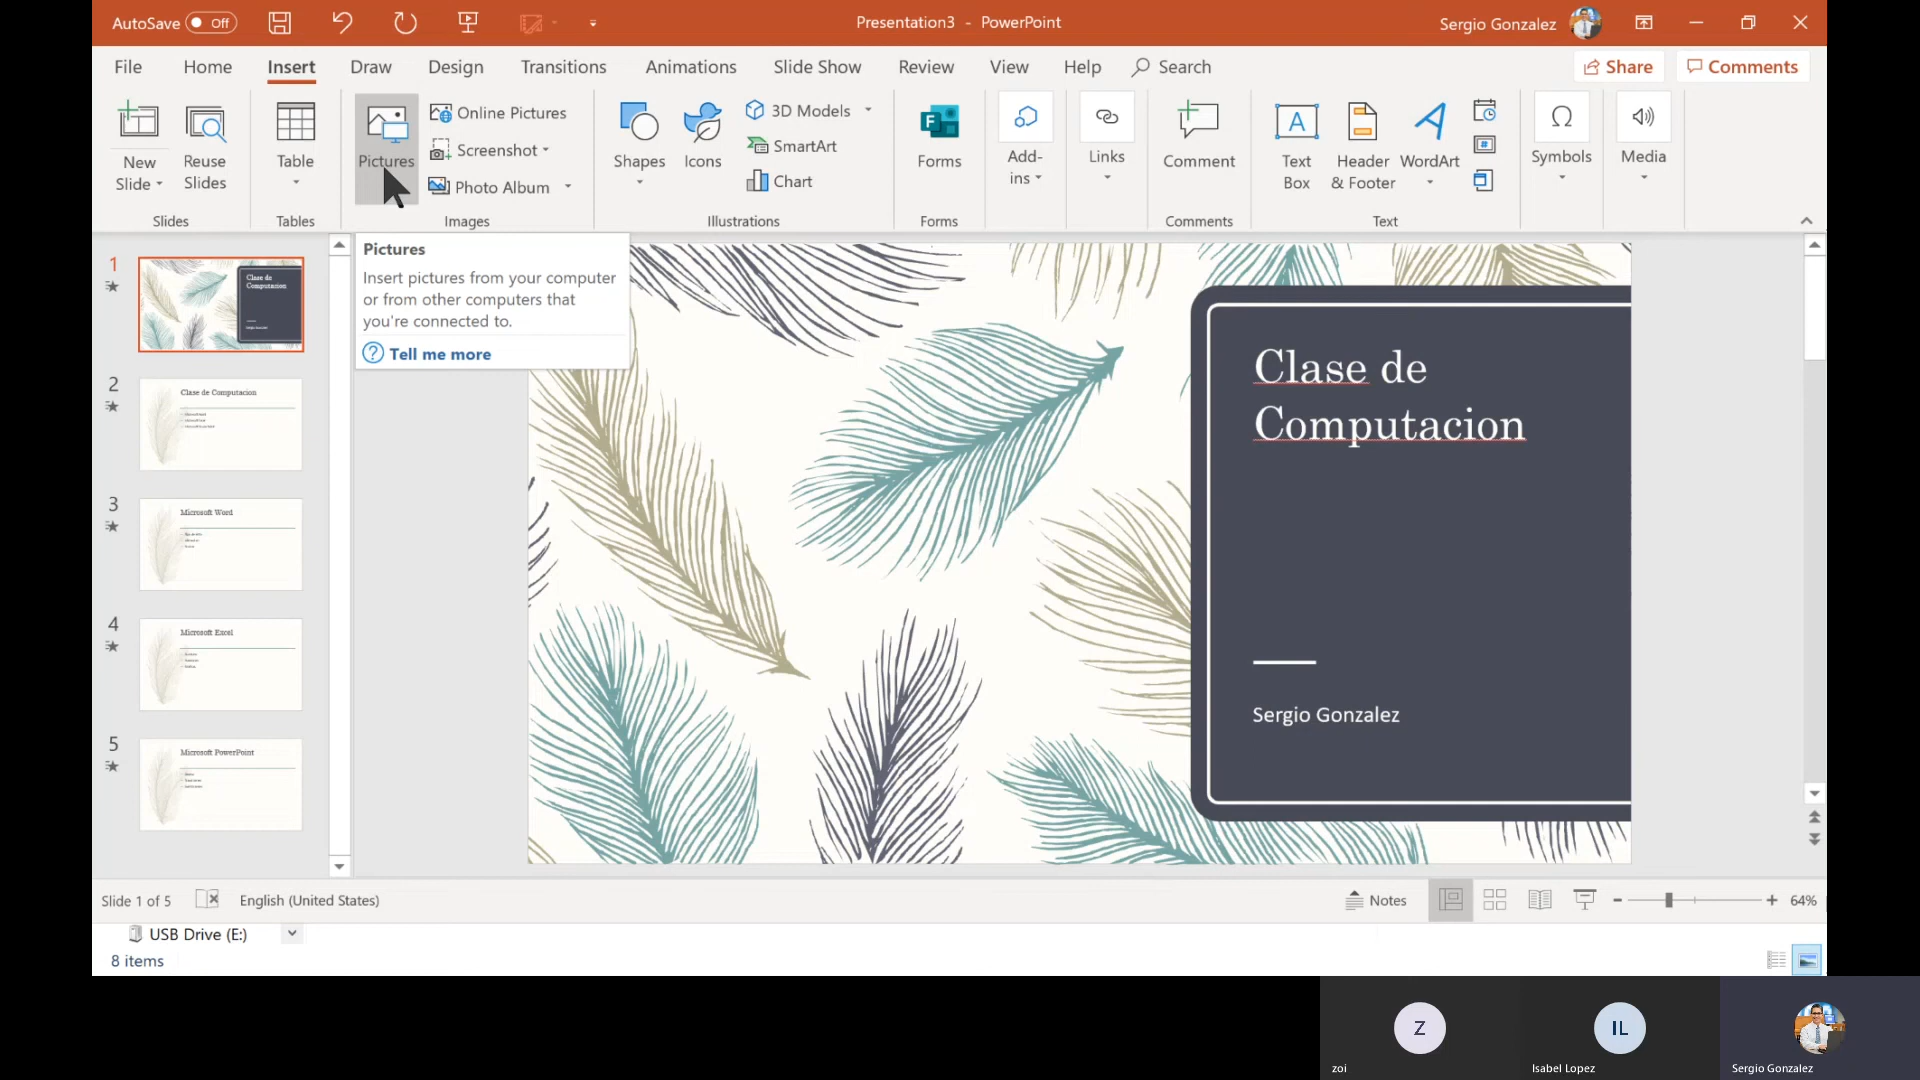 AutoSave Off
Presentation3 - PowerPoint
Sergio Gonzalez
File Home Insert Draw Design Transitions Animations Slide Show Review View Help Search
Share Comments
New Slide
Reuse Slides
Slides
Table
Tables
Pictures
Online Pictures
Screenshot
Photo Album
Images
Shapes
Icons
3D Models
SmartArt
Chart
Illustrations
Forms
Forms
Add-ins
Links
Comment
Comments
Text Box
Header & Footer
WordArt
Text
Symbols
Media
Pictures
Insert pictures from your computer
or from other computers that
you're connected to.
Tell me more
1
Clase de
Computacion
2
Clase de Computacion
3
Microsoft Word
4
Microsoft Excel
5
Microsoft PowerPoint
Clase de
Computacion
Sergio Gonzalez
Slide 1 of 5
English (United States)
Notes
64%
USB Drive (E:)
8 items
Z
zoi
IL
Isabel Lopez
Sergio Gonzalez